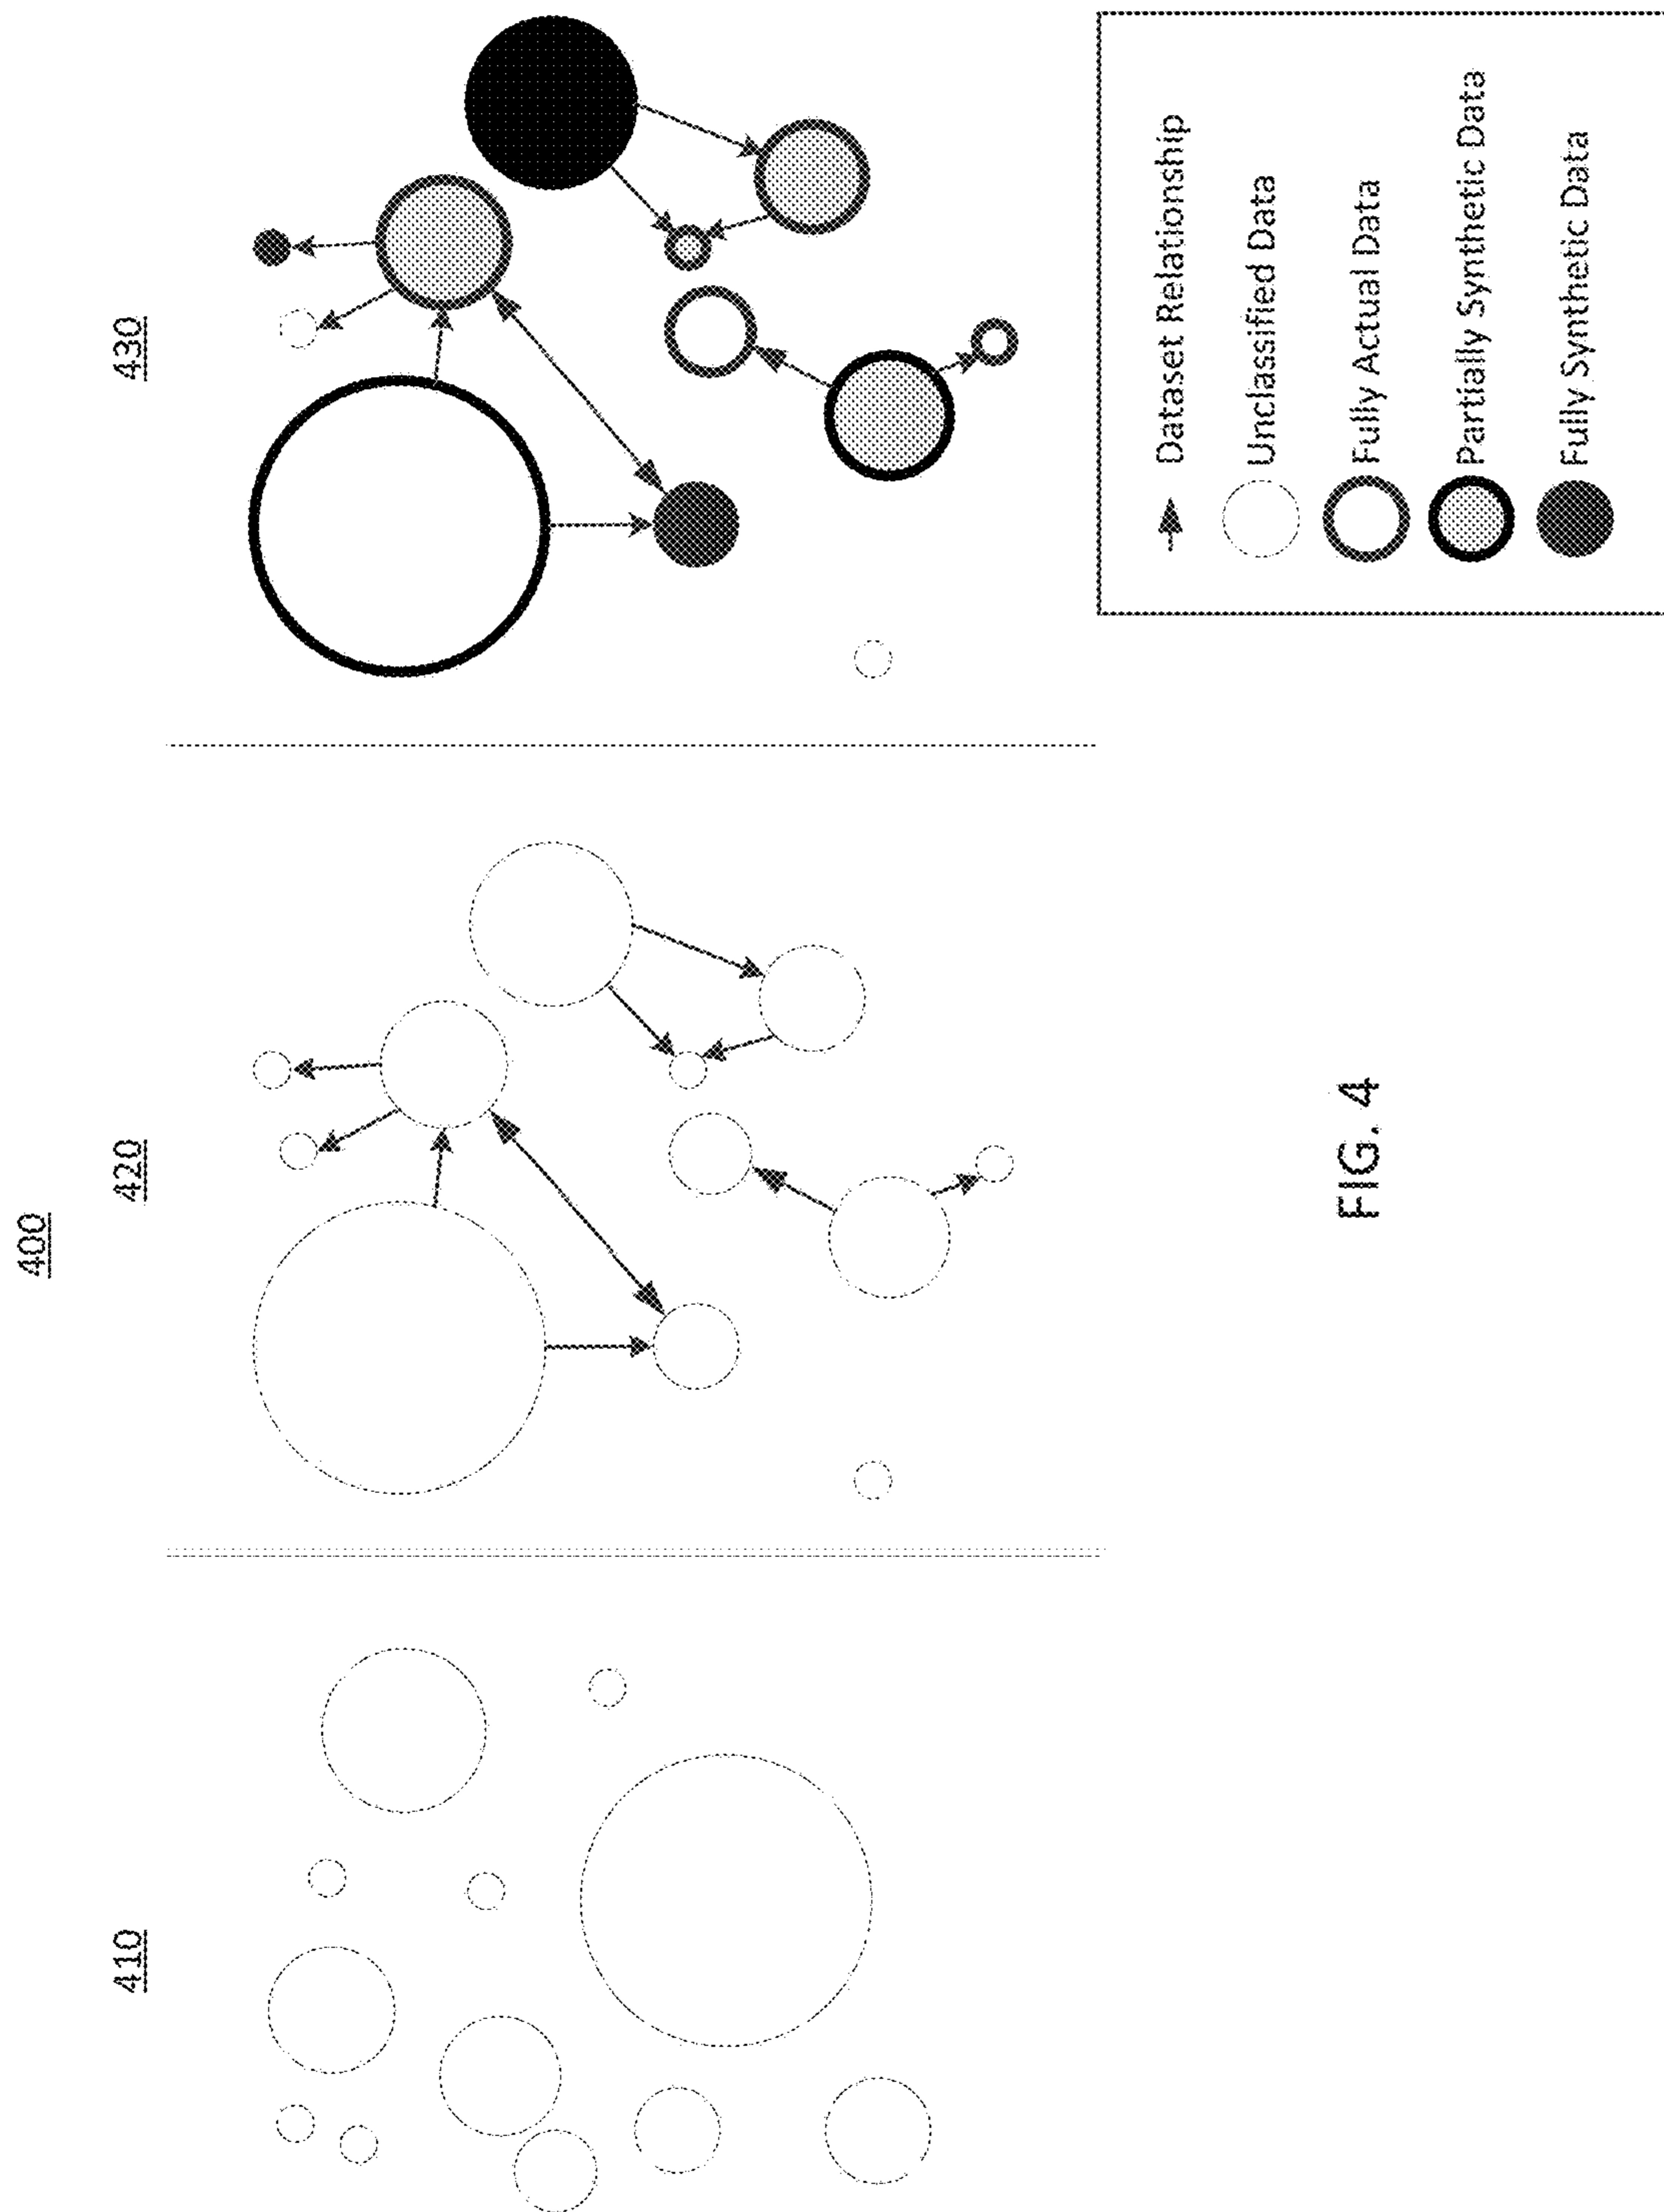 400
410
420
430
Dataset Relationship
Unclassified Data
Fully Actual Data
Partially Synthetic Data
Fully Synthetic Data
FIG. 4